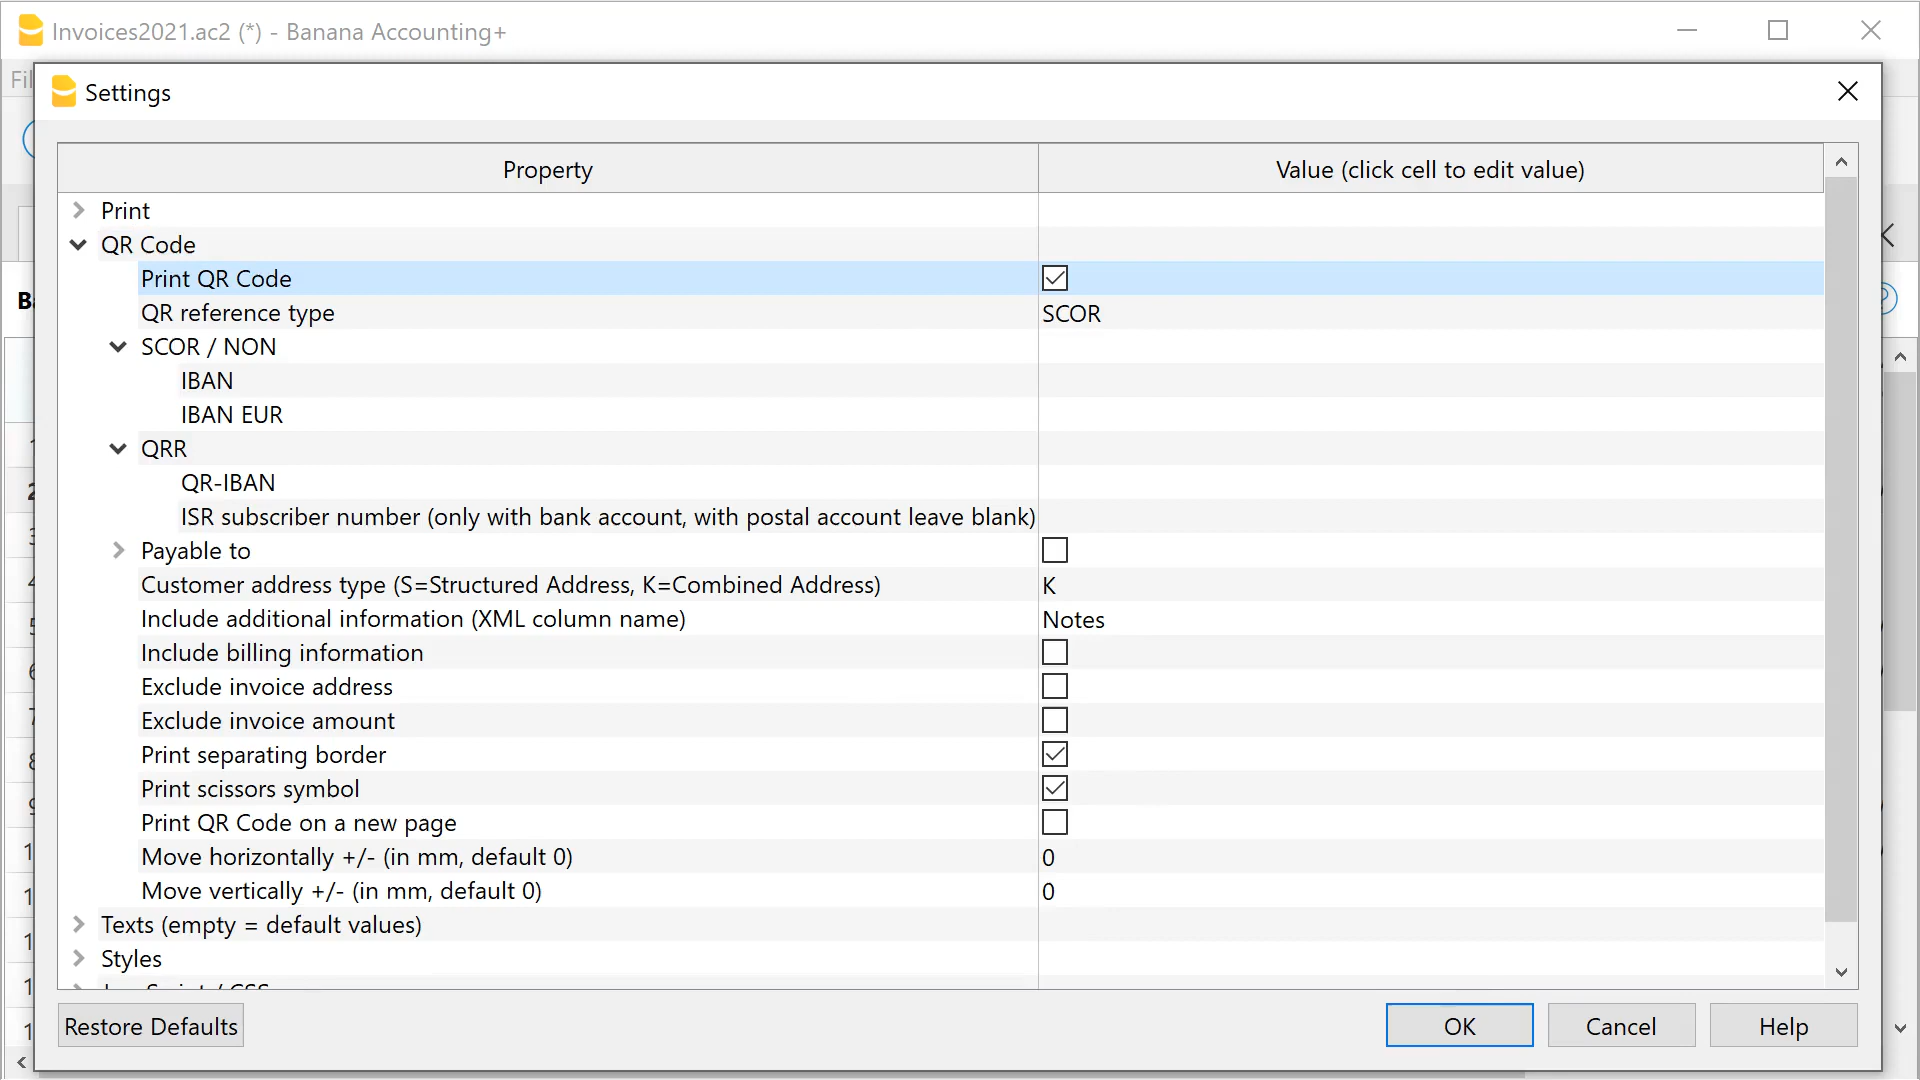 Invoices2021.ac2 (*) - Banana Accounting+
Settings
Property Value (click cell to edit value)
Print
QR Code
Print QR Code
QR reference type SCOR
SCOR / NON
IBAN
IBAN EUR
QRR
QR-IBAN
ISR subscriber number (only with bank account, with postal account leave blank)
Payable to
Customer address type (S=Structured Address, K=Combined Address) K
Include additional information (XML column name) Notes
Include billing information
Exclude invoice address
Exclude invoice amount
Print separating border
Print scissors symbol
Print QR Code on a new page
Move horizontally +/- (in mm, default 0) 0
Move vertically +/- (in mm, default 0) 0
Texts (empty = default values)
Styles
Restore Defaults OK Cancel Help